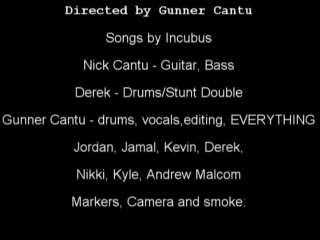 Directed by Gunner Cantu
Songs by Incubus
Nick Cantu - Guitar, Bass
Derek - Drums/Stunt Double
Gunner Cantu - drums, vocals,editing, EVERYTHING
Jordan, Jamal, Kevin, Derek,
Nikki, Kyle, Andrew Malcom
Markers, Camera and smoke: